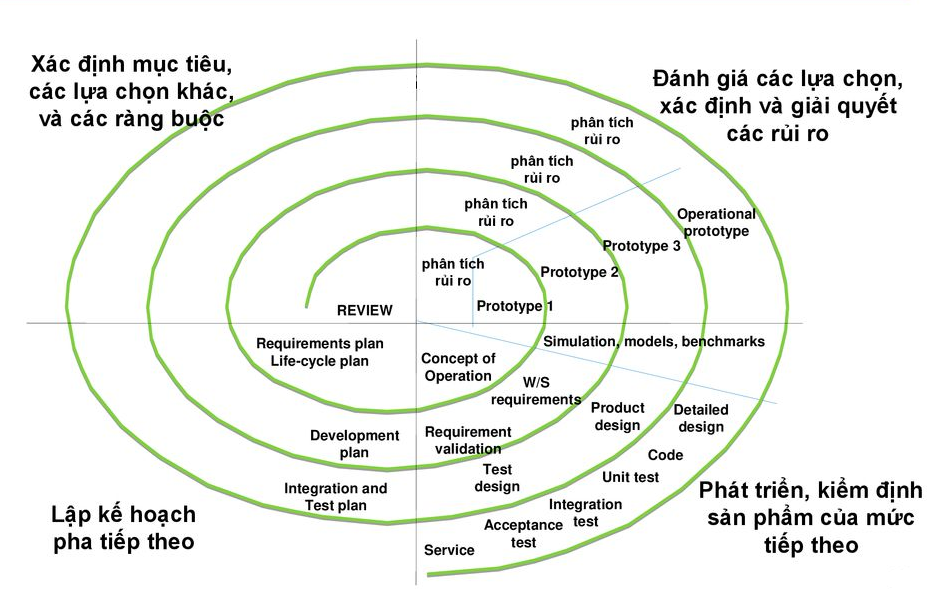 Xác định mục tiêu,
các lựa chọn khác,
và các ràng buộc
Đánh giá các lựa chọn,
xác định và giải quyết
các rủi ro
phân tích
rủi ro
phân tích
rủi ro
phân tích
rủi ro
phân tích
rủi ro
Operational
prototype
Prototype 3
Prototype 2
Prototype 1
REVIEW
Requirements plan
Life-cycle plan
Concept of
Operation
Simulation, models, benchmarks
W/S
requirements
Product
design
Detailed
design
Development
plan
Requirement
validation
Code
Test
design
Unit test
Integration and
Test plan
Integration
test
Acceptance
test
Service
Lập kế hoạch
pha tiếp theo
Phát triển, kiểm định
sản phẩm của mức
tiếp theo